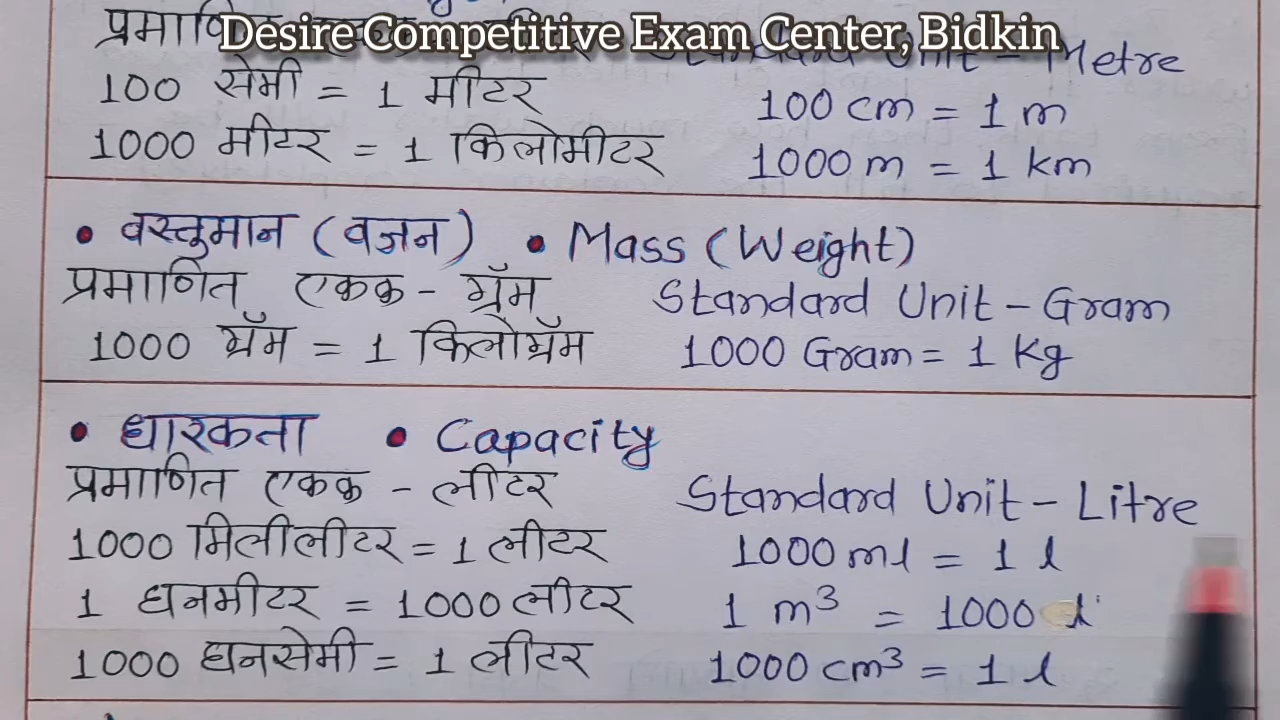 Desire Competitive Exam Center, Bidkin
Metre
100 सेमी = 1 मीटर 100 cm = 1 m
1000 मीटर = 1 किलोमीटर 1000 m = 1 km
• वस्तुमान (वजन) • Mass (Weight)
प्रमाणित एकक - ग्रॅम Standard Unit - Gram
1000 ग्रॅम = 1 किलोग्रॅम 1000 Gram = 1 Kg
• धारकता • Capacity
प्रमाणित एकक - लीटर Standard Unit - Litre
1000 मिलीलीटर = 1 लीटर 1000 ml = 1 l
1 घनमीटर = 1000 लीटर 1 m³ = 1000 l
1000 घनसेमी = 1 लीटर 1000 cm³ = 1 l